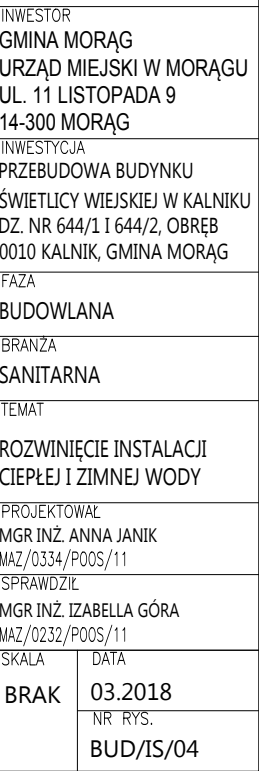 INWESTOR
GMINA MORĄG
URZĄD MIEJSKI W MORĄGU
UL. 11 LISTOPADA 9
14-300 MORĄG
INWESTYCJA
PRZEBUDOWA BUDYNKU
ŚWIETLICY WIEJSKIEJ W KALNIKU
DZ. NR 644/1 I 644/2, OBRĘB
0010 KALNIK, GMINA MORĄG
FAZA
BUDOWLANA
BRANŻA
SANITARNA
TEMAT
ROZWINIĘCIE INSTALACJI
CIEPŁEJ I ZIMNEJ WODY
PROJEKTOWAŁ
MGR INŻ. ANNA JANIK
MAZ/0334/POOS/11
SPRAWDZIŁ
MGR INŻ. IZABELLA GÓRA
MAZ/0232/POOS/11
SKALA
BRAK
DATA
03.2018
NR RYS.
BUD/IS/04